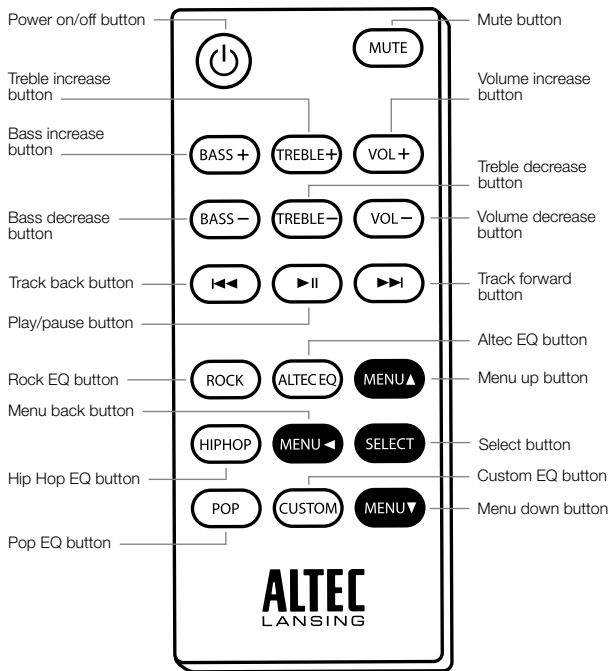 Power on/off button
Mute button
MUTE
Treble increase
button
Volume increase
button
Bass increase
button
BASS +
TREBLE+
VOL +
Treble decrease
button
Bass decrease
button
BASS –
TREBLE–
VOL –
Volume decrease
button
Track back button
Track forward
button
Play/pause button
Altec EQ button
Rock EQ button
ROCK
ALTEC EQ
MENU▲
Menu up button
Menu back button
HIPHOP
MENU◄
SELECT
Select button
Hip Hop EQ button
Custom EQ button
POP
CUSTOM
MENU▼
Menu down button
Pop EQ button
ALTEC
LANSING